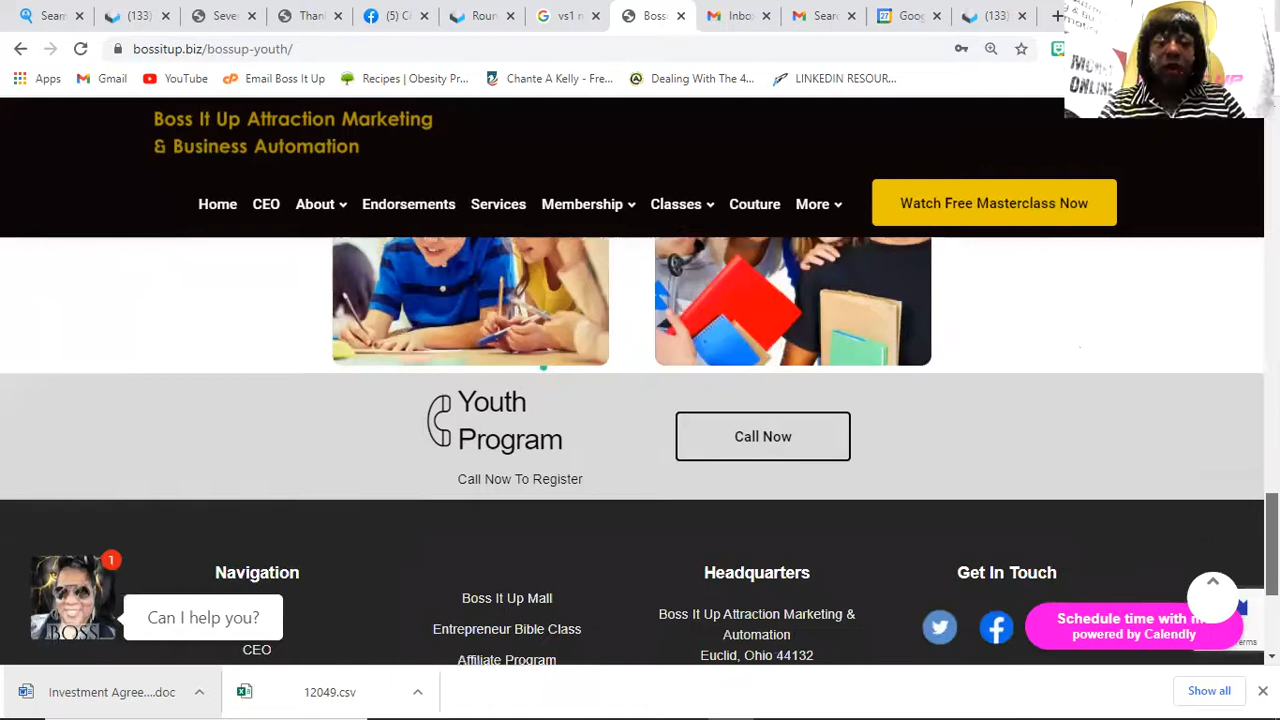 Sear
(133)
Seve
Than
(5) C
Roun
vs1 n
Boss
Inbo
Sear
Goog
(133)
bossitup.biz/bossup-youth/
Apps
Gmail
YouTube
Email Boss It Up
Recipes | Obesity Pr...
Chante A Kelly - Fre...
Dealing With The 4...
LINKEDIN RESOUR...
MONEY
ONLINE
Boss It Up Attraction Marketing
& Business Automation
Home CEO About Endorsements Services Membership Classes Couture More
Watch Free Masterclass Now
Youth
Program
Call Now To Register
Call Now
Navigation
CEO
Boss It Up Mall
Entrepreneur Bible Class
Affiliate Program
Headquarters
Boss It Up Attraction Marketing &
Automation
Euclid, Ohio 44132
Get In Touch
Schedule time with m
powered by Calendly
1
BOSS
Can I help you?
Investment Agree....doc
12049.csv
Show all